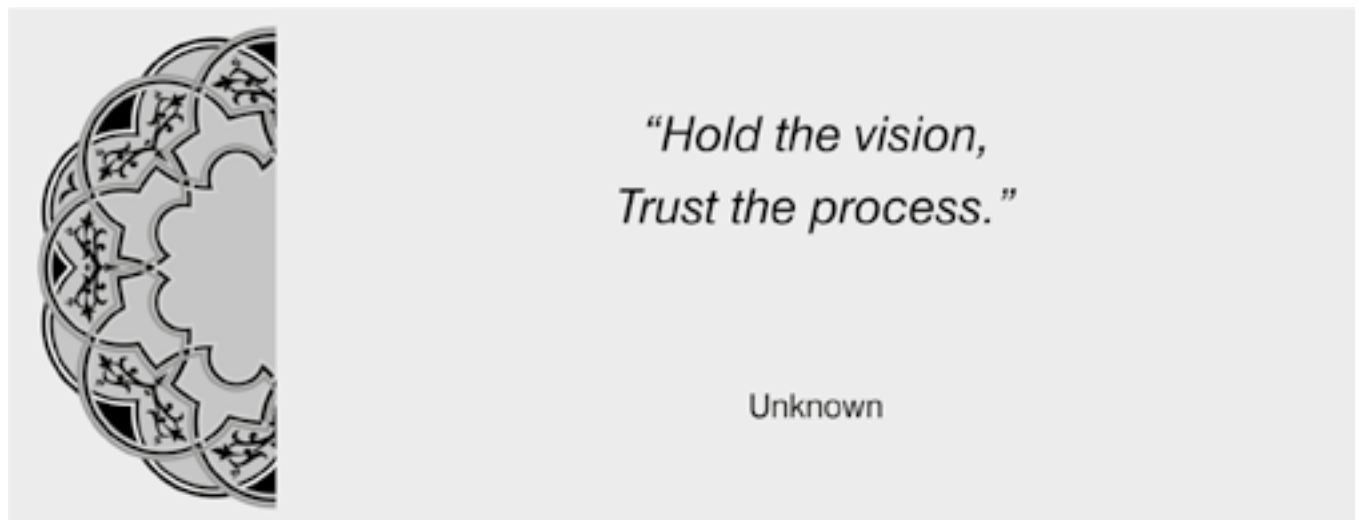 “Hold the vision,
Trust the process.”
Unknown